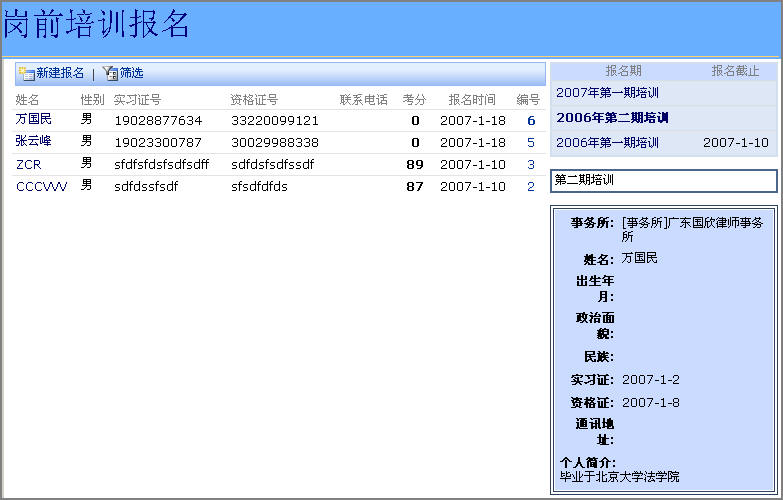 岗前培训报名
新建报名 | 筛选
姓名 性别 实习证号 资格证号 联系电话 考分 报名时间 编号
万国民 男 19028877634 33220099121 0 2007-1-18 6
张云峰 男 19023300787 30029988338 0 2007-1-18 5
ZCR 男 sfdfsfdsfsdfsdff sdfdsfsdfssdf 89 2007-1-10 3
CCCVVV 男 sdfdssfsdf sfsdfdfds 87 2007-1-10 2
报名期 报名截止
2007年第一期培训
2006年第二期培训
2006年第一期培训 2007-1-10
第二期培训
事务所: [事务所]广东国欣律师事务
所
姓名: 万国民
出生年
月:
政治面
貌:
民族:
实习证: 2007-1-2
资格证: 2007-1-8
通讯地
址:
个人简介:
毕业于北京大学法学院